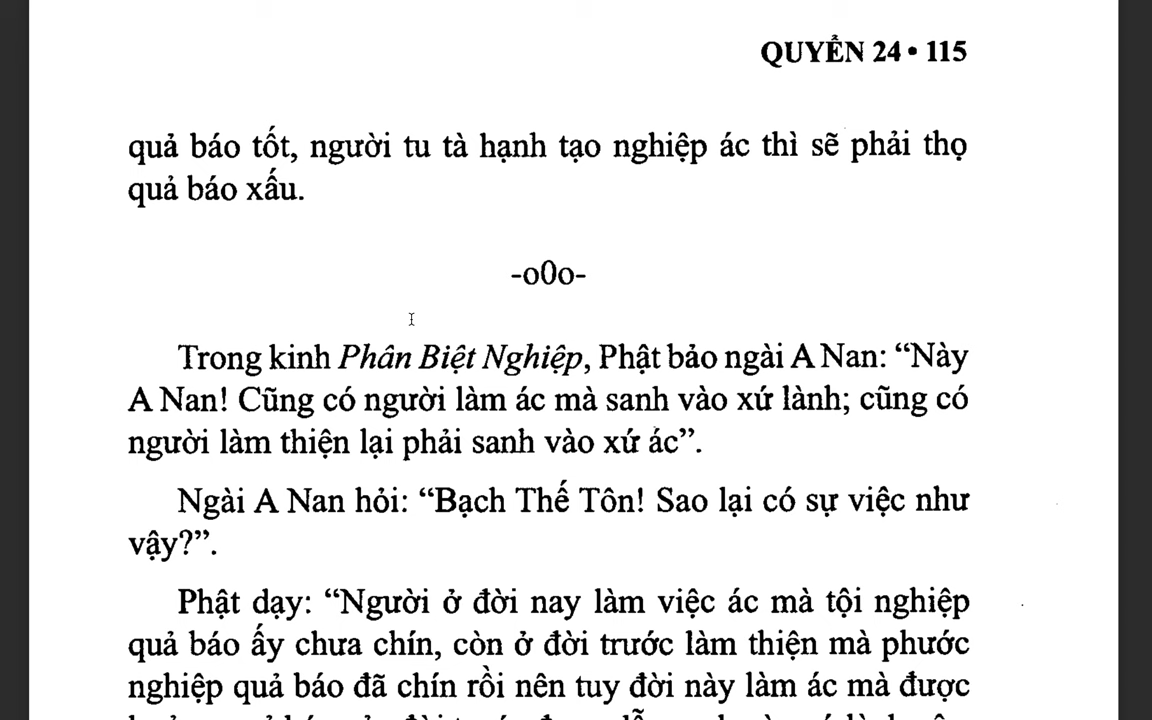 QUYỂN 24 • 115
quả báo tốt, người tu tà hạnh tạo nghiệp ác thì sẽ phải thọ
quả báo xấu.
-o0o-
Trong kinh Phân Biệt Nghiệp, Phật bảo ngài A Nan: “Này
A Nan! Cũng có người làm ác mà sanh vào xứ lành; cũng có
người làm thiện lại phải sanh vào xứ ác”.
Ngài A Nan hỏi: “Bạch Thế Tôn! Sao lại có sự việc như
vậy?”.
Phật dạy: “Người ở đời nay làm việc ác mà tội nghiệp
quả báo ấy chưa chín, còn ở đời trước làm thiện mà phước
nghiệp quả báo đã chín rồi nên tuy đời này làm ác mà được